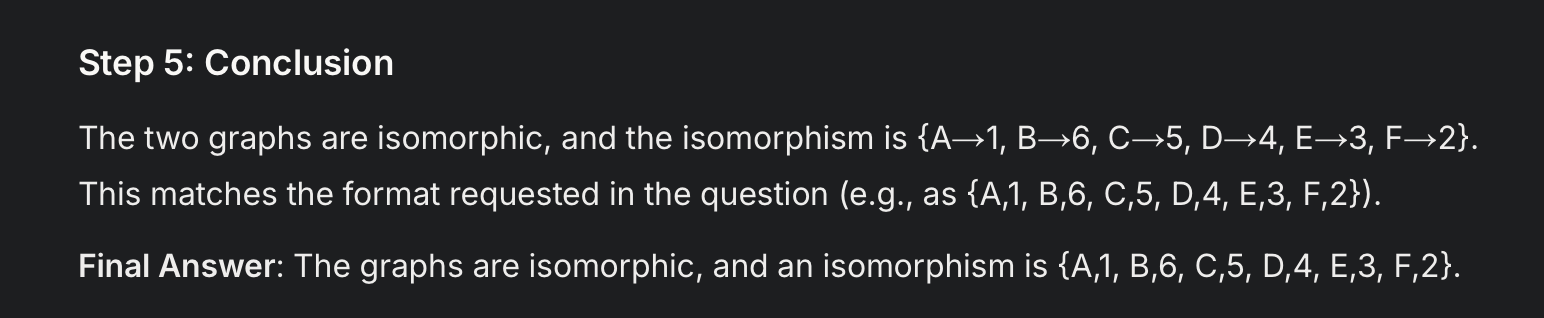 Step 5: Conclusion
The two graphs are isomorphic, and the isomorphism is {A→1, B→6, C→5, D→4, E→3, F→2}.
This matches the format requested in the question (e.g., as {A,1, B,6, C,5, D,4, E,3, F,2}).
Final Answer: The graphs are isomorphic, and an isomorphism is {A,1, B,6, C,5, D,4, E,3, F,2}.